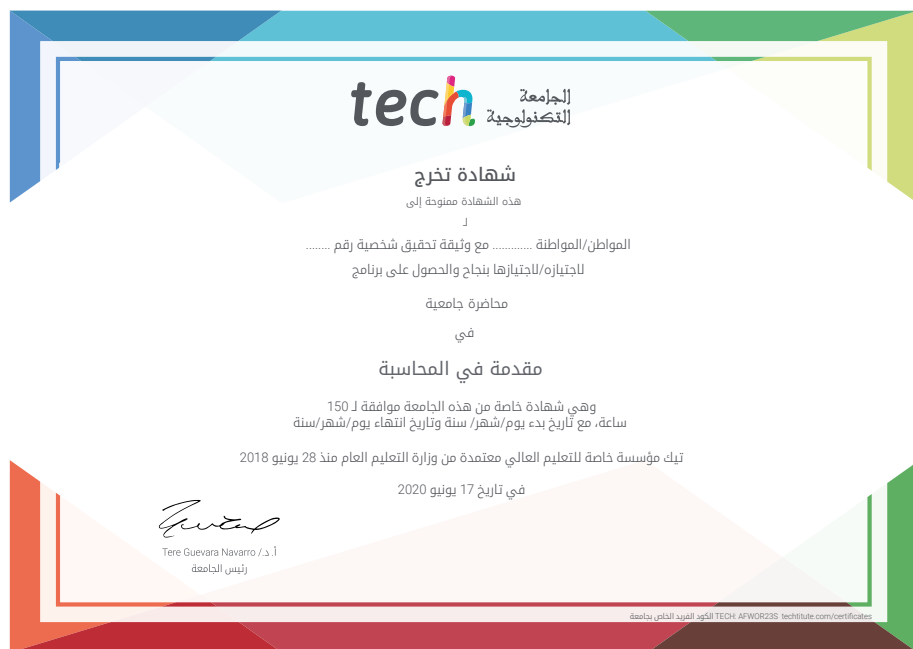 tech الجامعة
التكنولوجية
شهادة تخرج
هذه الشهادة ممنوحة إلى
لـ
المواطن/المواطنة ............ مع وثيقة تحقيق شخصية رقم ........
لاجتيازه/لاجتيازها بنجاح والحصول على برنامج
محاضرة جامعية
في
مقدمة في المحاسبة
وهي شهادة خاصة من هذه الجامعة موافقة لـ 150
ساعة، مع تاريخ بدء يوم/شهر/ سنة وتاريخ انتهاء يوم/شهر/سنة
تيك مؤسسة خاصة للتعليم العالي معتمدة من وزارة التعليم العام منذ 28 يونيو 2018
في تاريخ 17 يونيو 2020
أ. د./ Tere Guevara Navarro
رئيس الجامعة
الكود الفريد الخاص بجامعة TECH: AFWOR23S techtitute.com/certificates